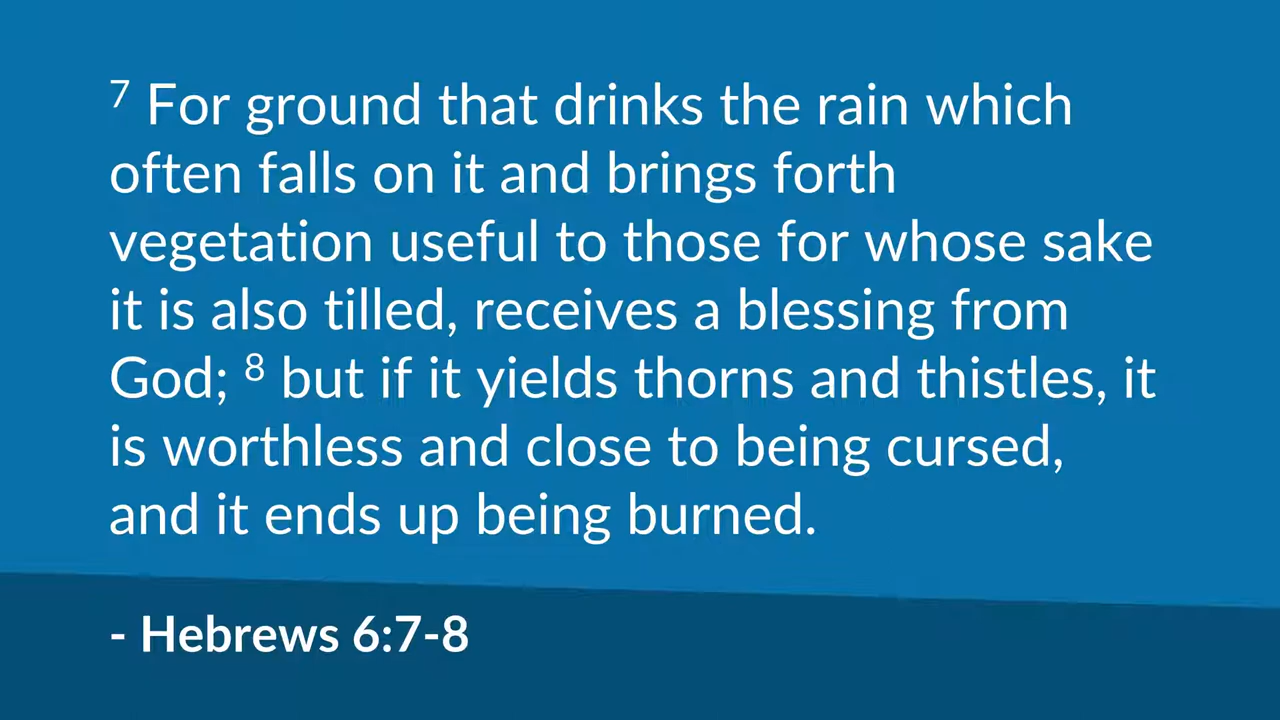 7 For ground that drinks the rain which
often falls on it and brings forth
vegetation useful to those for whose sake
it is also tilled, receives a blessing from
God; 8 but if it yields thorns and thistles, it
is worthless and close to being cursed,
and it ends up being burned.
- Hebrews 6:7-8